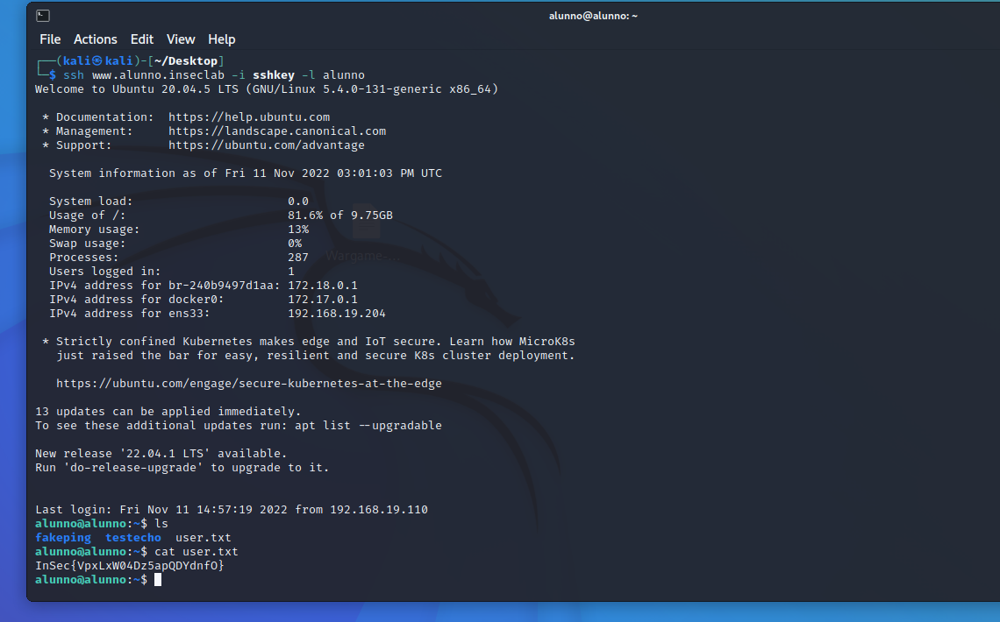 alunno@alunno: ~
File Actions Edit View Help
┌──(kali㉿kali)-[~/Desktop]
└─$ ssh www.alunno.inseclab -i sshkey -l alunno
Welcome to Ubuntu 20.04.5 LTS (GNU/Linux 5.4.0-131-generic x86_64)
* Documentation: https://help.ubuntu.com
* Management: https://landscape.canonical.com
* Support: https://ubuntu.com/advantage
System information as of Fri 11 Nov 2022 03:01:03 PM UTC
System load: 0.0
Usage of /: 81.6% of 9.75GB
Memory usage: 13%
Swap usage: 0%
Processes: 287
Users logged in: 1
IPv4 address for br-240b9497d1aa: 172.18.0.1
IPv4 address for docker0: 172.17.0.1
IPv4 address for ens33: 192.168.19.204
* Strictly confined Kubernetes makes edge and IoT secure. Learn how MicroK8s
just raised the bar for easy, resilient and secure K8s cluster deployment.
https://ubuntu.com/engage/secure-kubernetes-at-the-edge
13 updates can be applied immediately.
To see these additional updates run: apt list --upgradable
New release '22.04.1 LTS' available.
Run 'do-release-upgrade' to upgrade to it.
Last login: Fri Nov 11 14:57:19 2022 from 192.168.19.110
alunno@alunno:~$ ls
fakeping testecho user.txt
alunno@alunno:~$ cat user.txt
InSec{VpxLxW04Dz5apQDYdnfO}
alunno@alunno:~$